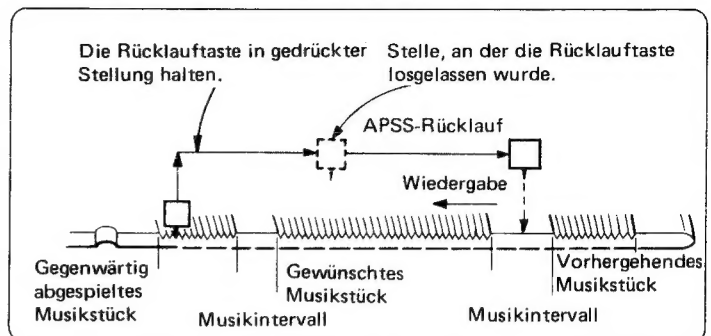 Die Rücklauftaste in gedrückter
Stellung halten.
Stelle, an der die Rücklauftaste
losgelassen wurde.
APSS-Rücklauf
Wiedergabe
Gegenwärtig
abgespieltes
Musikstück
Musikintervall
Gewünschtes
Musikstück
Musikintervall
Vorhergehendes
Musikstück